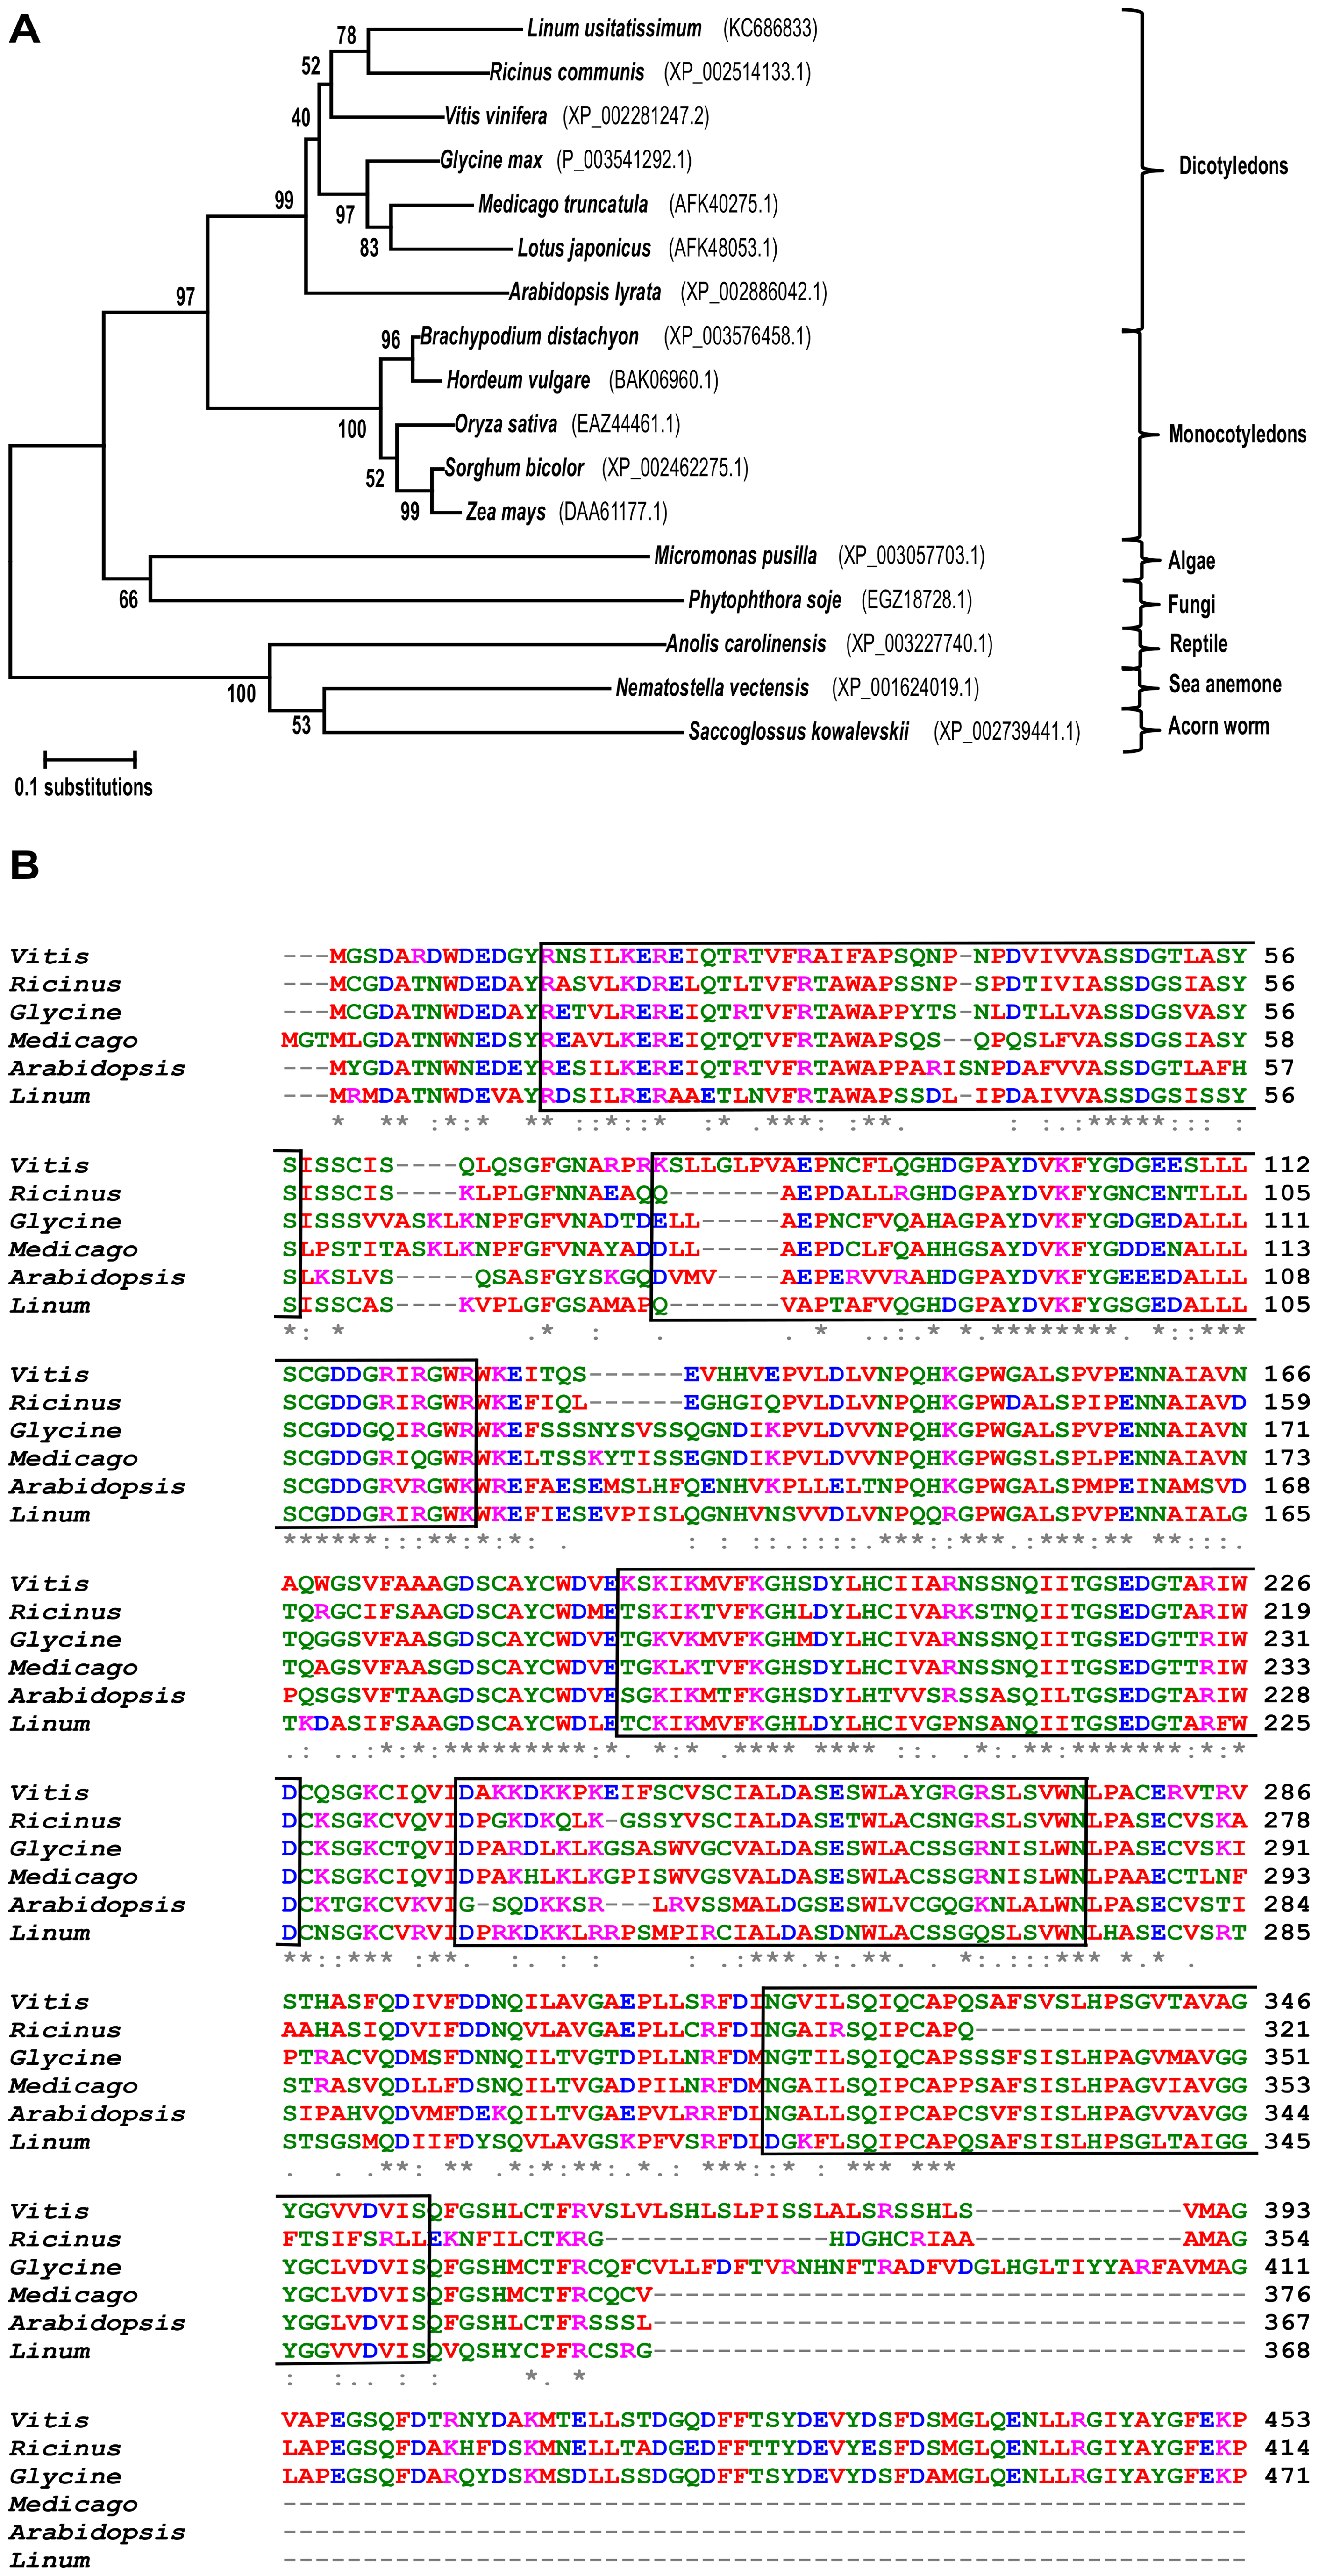 A
78 Linum usitatissimum (KC686833)
52 Ricinus communis (XP_002514133.1)
40 Vitis vinifera (XP_002281247.2)
Glycine max (P_003541292.1)
Dicotyledons
99 97 Medicago truncatula (AFK40275.1)
83 Lotus japonicus (AFK48053.1)
97 Arabidopsis lyrata (XP_002886042.1)
96 Brachypodium distachyon (XP_003576458.1)
Hordeum vulgare (BAK06960.1)
100 Oryza sativa (EAZ44461.1)
Monocotyledons
52 Sorghum bicolor (XP_002462275.1)
99 Zea mays (DAA61177.1)
Micromonas pusilla (XP_003057703.1) Algae
66 Phytophthora soje (EGZ18728.1) Fungi
Anolis carolinensis (XP_003227740.1) Reptile
100 Nematostella vectensis (XP_001624019.1) Sea anemone
53 Saccoglossus kowalevskii (XP_002739441.1) Acorn worm
0.1 substitutions
B
Vitis ---MGSDARDWDEDGYRNSILKEREIQTRTVFRAIFAPSQNP-NPDVIVVASSDGTLASY 56
Ricinus ---MCGDATNWDEDAYRASVLKDRELQTLTVFRTAWAPSSNP-SPDTIVIASSDGSIASY 56
Glycine ---MCGDATNWDEDAYRETVLREREIQTRTVFRTAWAPPYTS-NLDTLLVASSDGSVASY 56
Medicago MGTMLGDATNWNEDSYREAVLKEREIQTQTVFRTAWAPSQS--QPQSLFVASSDGSIASY 58
Arabidopsis ---MYGDATNWNEDEYRESILKEREIQTRTVFRTAWAPPARISNPDAFVVASSDGTLAFH 57
Linum ---MRMDATNWDEVAYRDSILRERAAETLNVFRTAWAPSSDL-IPDAIVVASSDGSISSY 56
Vitis SISSCIS----QLQSGFGNARPRKSLLGLPVAEPNCFLQGHDGPAYDVKFYGDGEESLLL 112
Ricinus SISSCIS----KLPLGFNNAEAQQ-------AEPDALLRGHDGPAYDVKFYGNCENTLLL 105
Glycine SISSSVVASKLKNPFGFVNADTDELL-----AEPNCFVQAHAGPAYDVKFYGDGEDALLL 111
Medicago SLPSTITASKLKNPFGFVNAYADDLL-----AEPDCLFQAHHGSAYDVKFYGDDENALLL 113
Arabidopsis SLKSLVS-----QSASFGYSKGQDVMV----AEPERVVRAHDGPAYDVKFYGEEEDALLL 108
Linum SISSCAS----KVPLGFGSAMAPQ-------VAPTAFVQGHDGPAYDVKFYGSGEDALLL 105
Vitis SCGDDGRIRGWRWKEITQS------EVHHVEPVLDLVNPQHKGPWGALSPVPENNAIAVN 166
Ricinus SCGDDGRIRGWRWKEFIQL------EGHGIQPVLDLVNPQHKGPWDALSPIPENNAIAVD 159
Glycine SCGDDGQIRGWRWKEFSSSNYSVSSQGNDIKPVLDVVNPQHKGPWGALSPVPENNAIAVN 171
Medicago SCGDDGRIQGWRWKELTSSKYTISSEGNDIKPVLDVVNPQHKGPWGSLSPLPENNAIAVN 173
Arabidopsis SCGDDGRVRGWKWREFAESEMSLHFQENHVKPLLELTNPQHKGPWGALSPMPEINAMSVD 168
Linum SCGDDGRIRGWKWKEFIESEVPISLQGNHVNSVVDLVNPQQRGPWGALSPVPENNAIALG 165
Vitis AQWGSVFAAAGDSCAYCWDVEKSKIKMVFKGHSDYLHCIIARNSSNQIITGSEDGTARIW 226
Ricinus TQRGCIFSAAGDSCAYCWDMETSKIKTVFKGHLDYLHCIVARKSTNQIITGSEDGTARIW 219
Glycine TQGGSVFAASGDSCAYCWDVETGKVKMVFKGHMDYLHCIVARNSSNQIITGSEDGTTRIW 231
Medicago TQAGSVFAASGDSCAYCWDVETGKLKTVFKGHSDYLHCIVARNSSNQIITGSEDGTTRIW 233
Arabidopsis PQSGSVFTAAGDSCAYCWDVESGKIKMTFKGHSDYLHTVVSRSSASQILTGSEDGTARIW 228
Linum TKDASIFSAAGDSCAYCWDLETCKIKMVFKGHLDYLHCIVGPNSANQIITGSEDGTARFW 225
Vitis DCQSGKCIQVIDAKKDKKPKEIFSCVSCIALDASESWLAYGRGRSLSVWNLPACERVTRV 286
Ricinus DCKSGKCVQVIDPGKDKQLK-GSSYVSCIALDASETWLACSNGRSLSVWNLPASECVSKA 278
Glycine DCKSGKCTQVIDPARDLKLKGSASWVGCVALDASESWLACSSGRNISLWNLPASECVSKI 291
Medicago DCKSGKCIQVIDPAKHLKLKGPISWVGSVALDASESWLACSSGRNISLWNLPAAECTLNF 293
Arabidopsis DCKTGKCVKVIG-SQDKKSR---LRVSSMALDGSESWLVCGQGKNLALWNLPASECVSTI 284
Linum DCNSGKCVRVIDPRKDKKLRRPSMPIRCIALDASDNWLACSSGQSLSVWNLHASECVSRT 285
Vitis STHASFQDIVFDDNQILAVGAEPLLSRFDINGVILSQIQCAPQSAFSVSLHPSGVTAVAG 346
Ricinus AAHASIQDVIFDDNQVLAVGAEPLLCRFDINGAIRSQIPCAPQ----------------- 321
Glycine PTRACVQDMSFDNNQILTVGTDPLLNRFDMNGTILSQIQCAPSSSFSISLHPAGVMAVGG 351
Medicago STRASVQDLLFDSNQILTVGADPILNRFDMNGAILSQIPCAPPSAFSISLHPAGVIAVGG 353
Arabidopsis SIPAHVQDVMFDEKQILTVGAEPVLRRFDINGALLSQIPCAPCSVFSISLHPAGVVAVGG 344
Linum STSGSMQDIIFDYSQVLAVGSKPFVSRFDIDGKFLSQIPCAPQSAFSISLHPSGLTAIGG 345
Vitis YGGVVDVISQFGSHLCTFRVSLVLSHLSLPISSLALSRSSHLS-------------VMAG 393
Ricinus FTSIFSRLLEKNFILCTKRG--------------HDGHCRIAA-------------AMAG 354
Glycine YGCLVDVISQFGSHMCTFRCQFCVLLFDFTVRNHNFTRADFVDGLHGLTIYYARFAVMAG 411
Medicago YGCLVDVISQFGSHMCTFRCQCV------------------------------------- 376
Arabidopsis YGGLVDVISQFGSHLCTFRSSSL------------------------------------- 367
Linum YGGVVDVISQVQSHYCPFRCSRG------------------------------------- 368
Vitis VAPEGSQFDTRNYDAKMTELLSTDGQDFFTSYDEVYDSFDSMGLQENLLRGIYAYGFEKP 453
Ricinus LAPEGSQFDAKHFDSKMNELLTADGEDFFTTYDEVYESFDSMGLQENLLRGIYAYGFEKP 414
Glycine LAPEGSQFDARQYDSKMSDLLSSDGQDFFTSYDEVYDSFDAMGLQENLLRGIYAYGFEKP 471
Medicago ------------------------------------------------------------
Arabidopsis ------------------------------------------------------------
Linum ------------------------------------------------------------